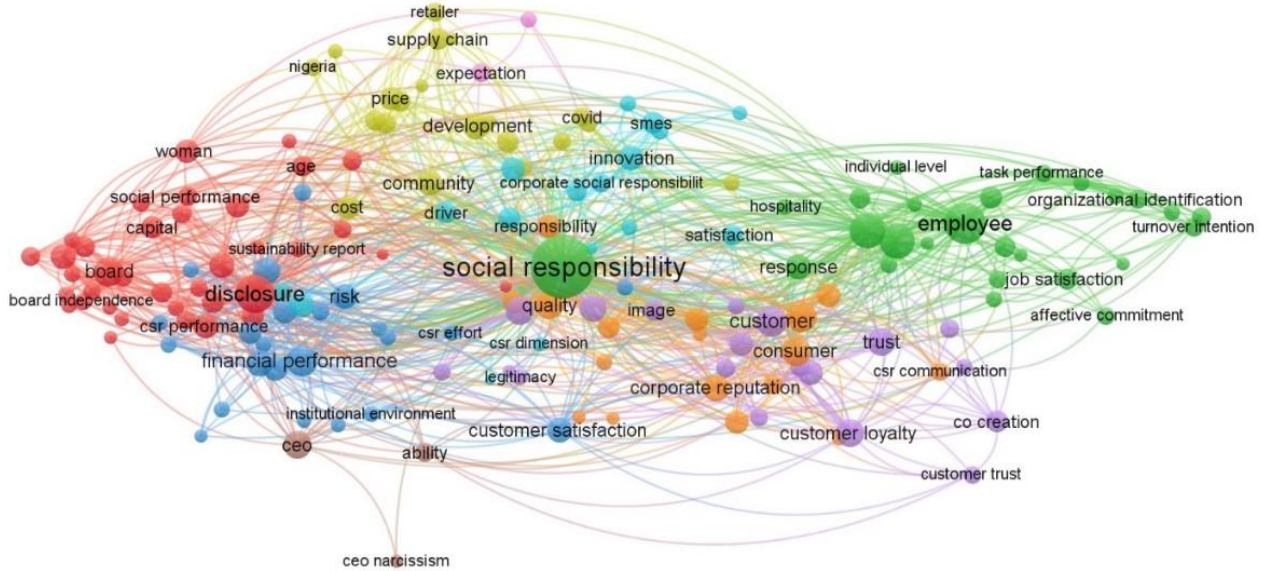 retailer
supply chain
nigeria
expectation
price
development
covid
smes
woman
age
innovation
individual level
task performance
community
corporate social responsibilit
social performance
cost
driver
hospitality
organizational identification
capital
responsibility
satisfaction
employee
turnover intention
sustainability report
board
social responsibility
response
job satisfaction
board independence
disclosure
risk
quality
image
affective commitment
csr performance
csr effort
csr dimension
customer
trust
financial performance
consumer
legitimacy
corporate reputation
csr communication
institutional environment
customer satisfaction
customer loyalty
co creation
ceo
ability
customer trust
ceo narcissism